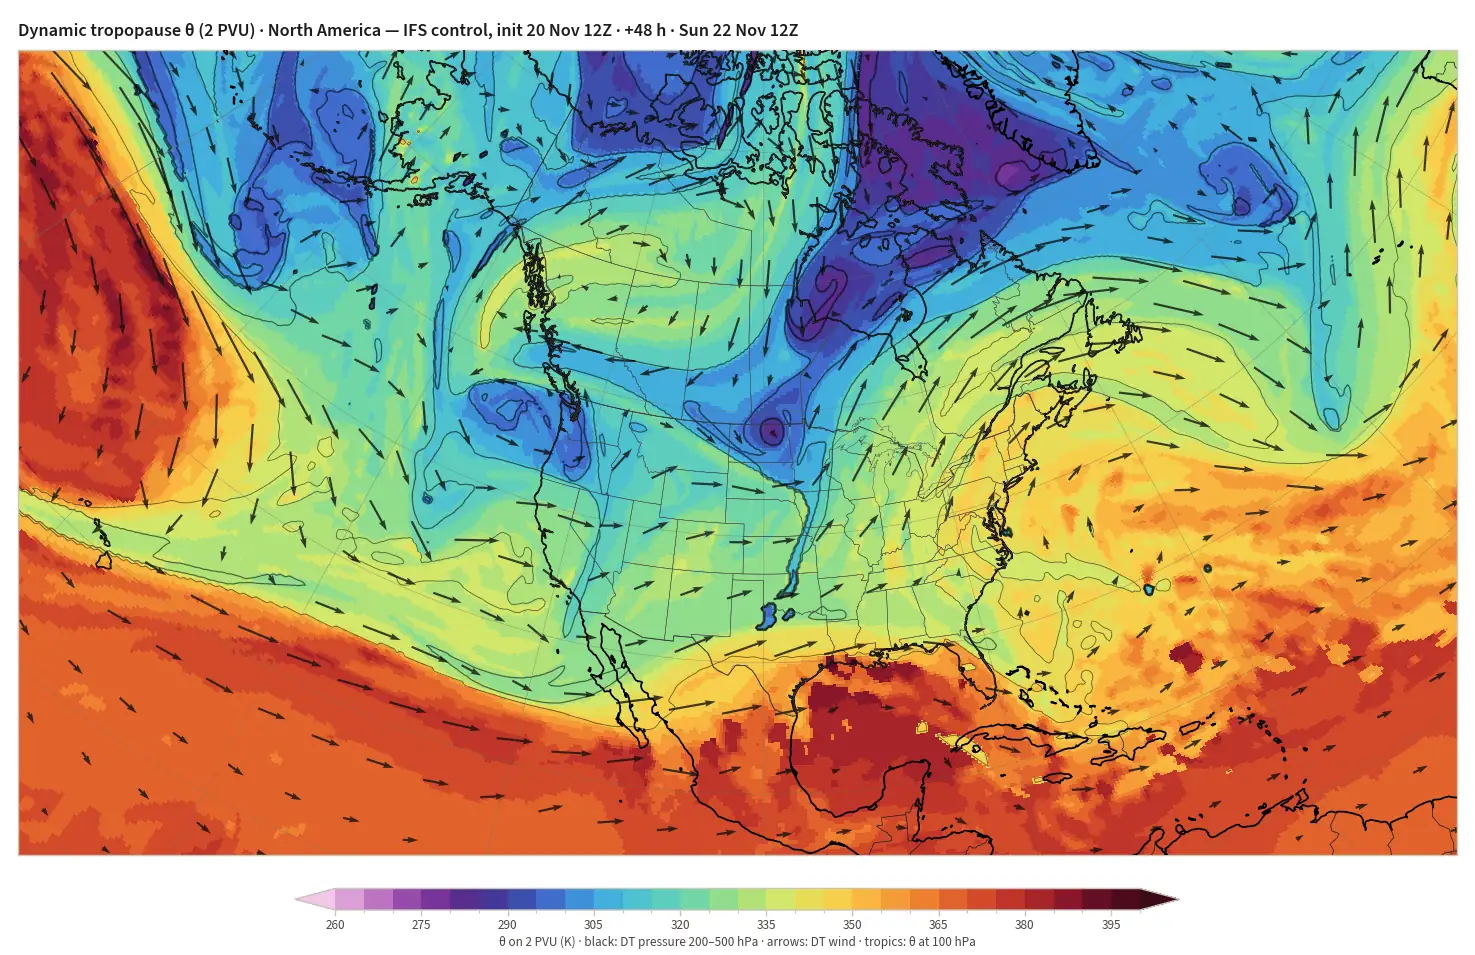 Dynamic tropopause θ (2 PVU) · North America — IFS control, init 20 Nov 12Z · +48 h · Sun 22 Nov 12Z
260 275 290 305 320 335 350 365 380 395
θ on 2 PVU (K) · black: DT pressure 200–500 hPa · arrows: DT wind · tropics: θ at 100 hPa